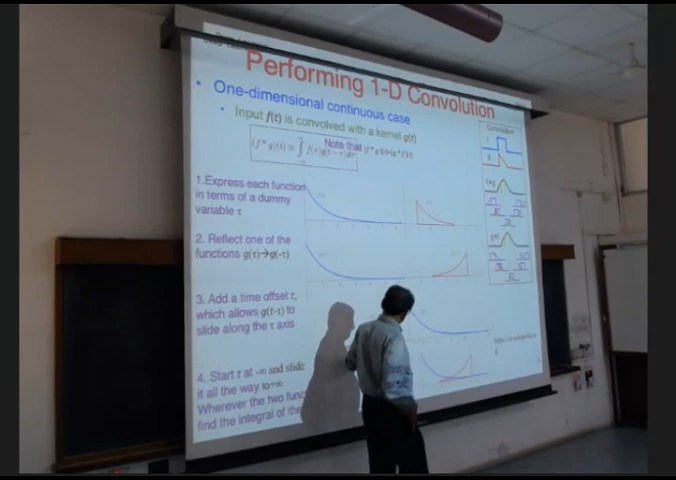 Performing 1-D Convolution
• One-dimensional continuous case
• Input f(t) is convolved with a kernel g(t)
(f * g)(t) ≡ ∫ f(τ)g(t − τ)dτ
Note that
1.Express each function
in terms of a dummy
variable τ
2. Reflect one of the
functions g(τ)→g(-τ)
3. Add a time offset t,
which allows g(t-τ) to
slide along the τ axis
4. Start t at -∞ and slide
it all the way to+∞
Wherever the two func
find the integral of the
Convolution
f
g
f∗g
g∗f